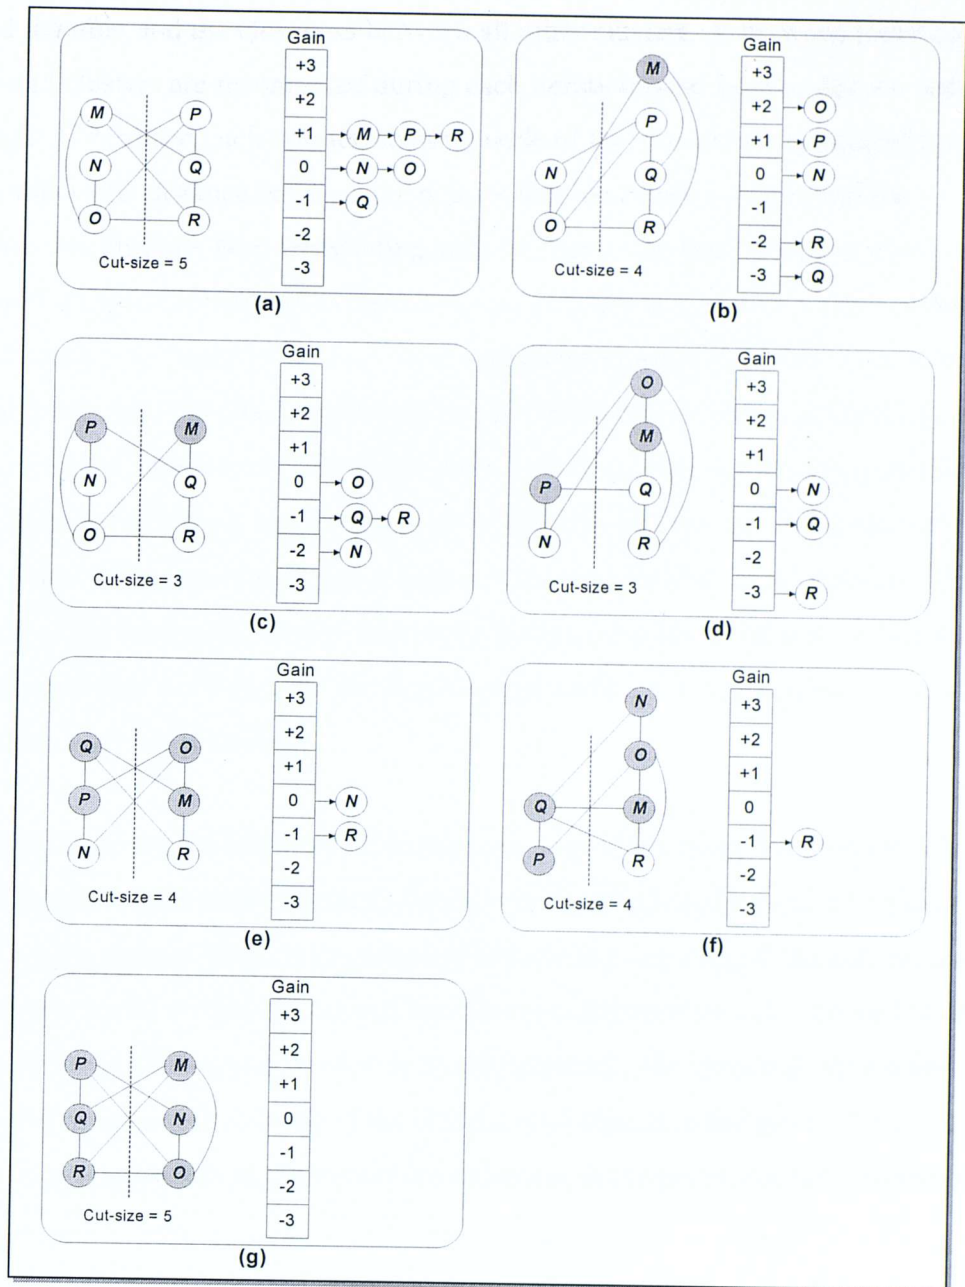 Gain
+3
+2
M P +1 M P R
N Q 0 N O
-1 Q
O R -2
Cut-size = 5 -3
(a)
Gain
M +3
+2 O
P +1 P
N Q 0 N
-1
O R -2 R
Cut-size = 4 -3 Q
(b)
Gain
+3
+2
P M +1
N Q 0 O
-1 Q R
O R -2 N
Cut-size = 3 -3
(c)
Gain
O +3
+2
M +1
P Q 0 N
-1 Q
N R -2
Cut-size = 3 -3 R
(d)
Gain
+3
+2
Q O +1
P M 0 N
-1 R
N R -2
Cut-size = 4 -3
(e)
Gain
N +3
+2
O +1
Q M 0
-1 R
P R -2
Cut-size = 4 -3
(f)
Gain
+3
+2
P M +1
Q N 0
-1
R O -2
Cut-size = 5 -3
(g)